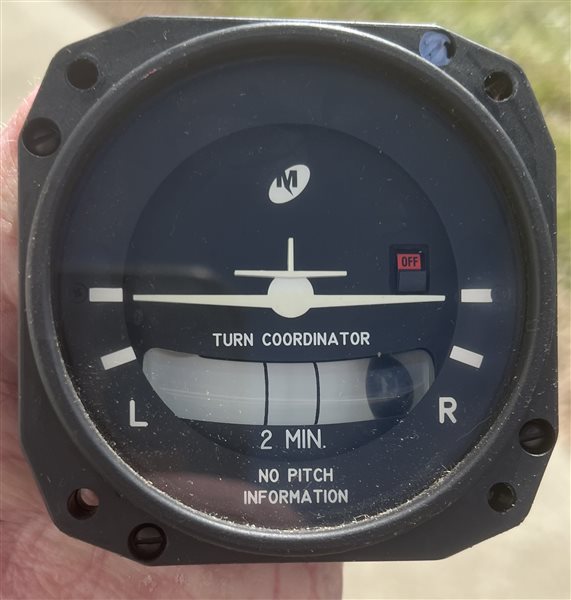 M
OFF
TURN COORDINATOR
L
R
2 MIN.
NO PITCH
INFORMATION